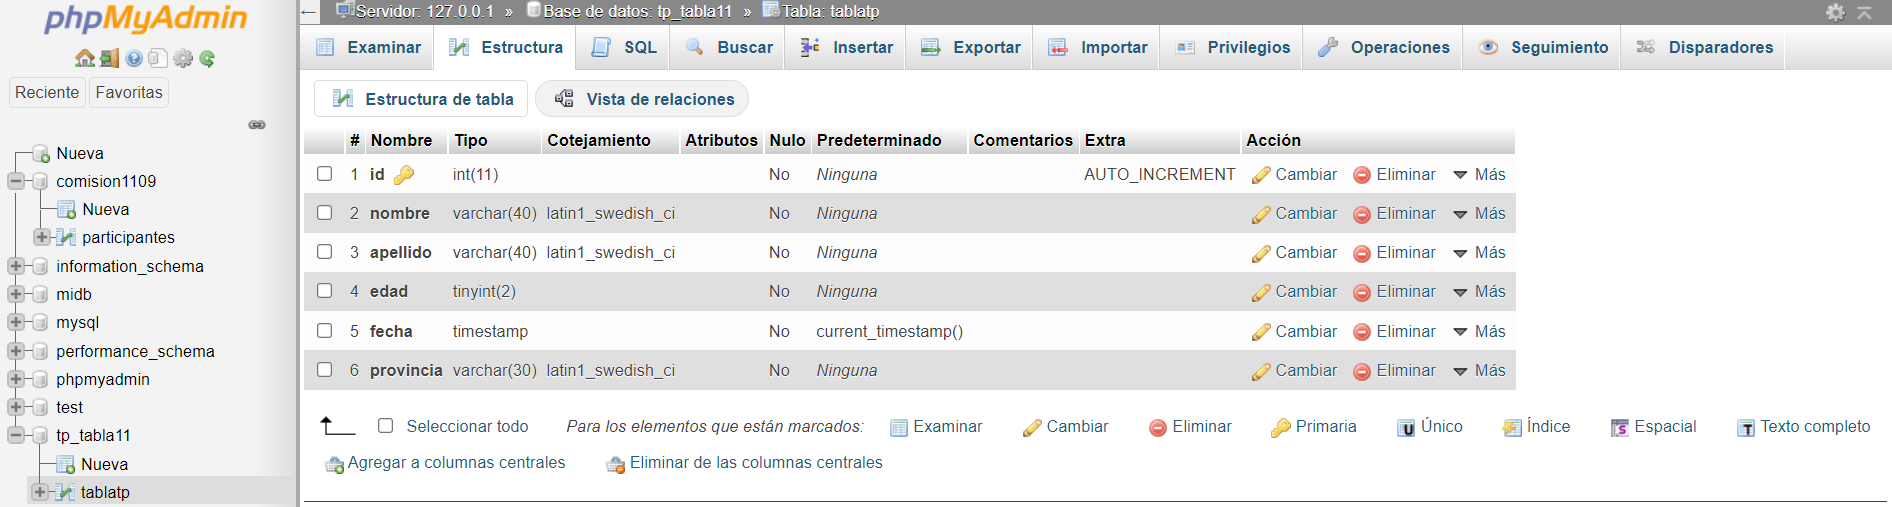 phpMyAdmin
Reciente Favoritas
Nueva
comision1109
Nueva
participantes
information_schema
midb
mysql
performance_schema
phpmyadmin
test
tp_tabla11
Nueva
tablatp
Servidor: 127.0.0.1 » Base de datos: tp_tabla11 » Tabla: tablatp
Examinar Estructura SQL Buscar Insertar Exportar Importar Privilegios Operaciones Seguimiento Disparadores
Estructura de tabla Vista de relaciones
# Nombre Tipo Cotejamiento Atributos Nulo Predeterminado Comentarios Extra Acción
1 id int(11) No Ninguna AUTO_INCREMENT Cambiar Eliminar Más
2 nombre varchar(40) latin1_swedish_ci No Ninguna Cambiar Eliminar Más
3 apellido varchar(40) latin1_swedish_ci No Ninguna Cambiar Eliminar Más
4 edad tinyint(2) No Ninguna Cambiar Eliminar Más
5 fecha timestamp No current_timestamp() Cambiar Eliminar Más
6 provincia varchar(30) latin1_swedish_ci No Ninguna Cambiar Eliminar Más
Seleccionar todo Para los elementos que están marcados: Examinar Cambiar Eliminar Primaria Único Índice Espacial Texto completo
Agregar a columnas centrales Eliminar de las columnas centrales